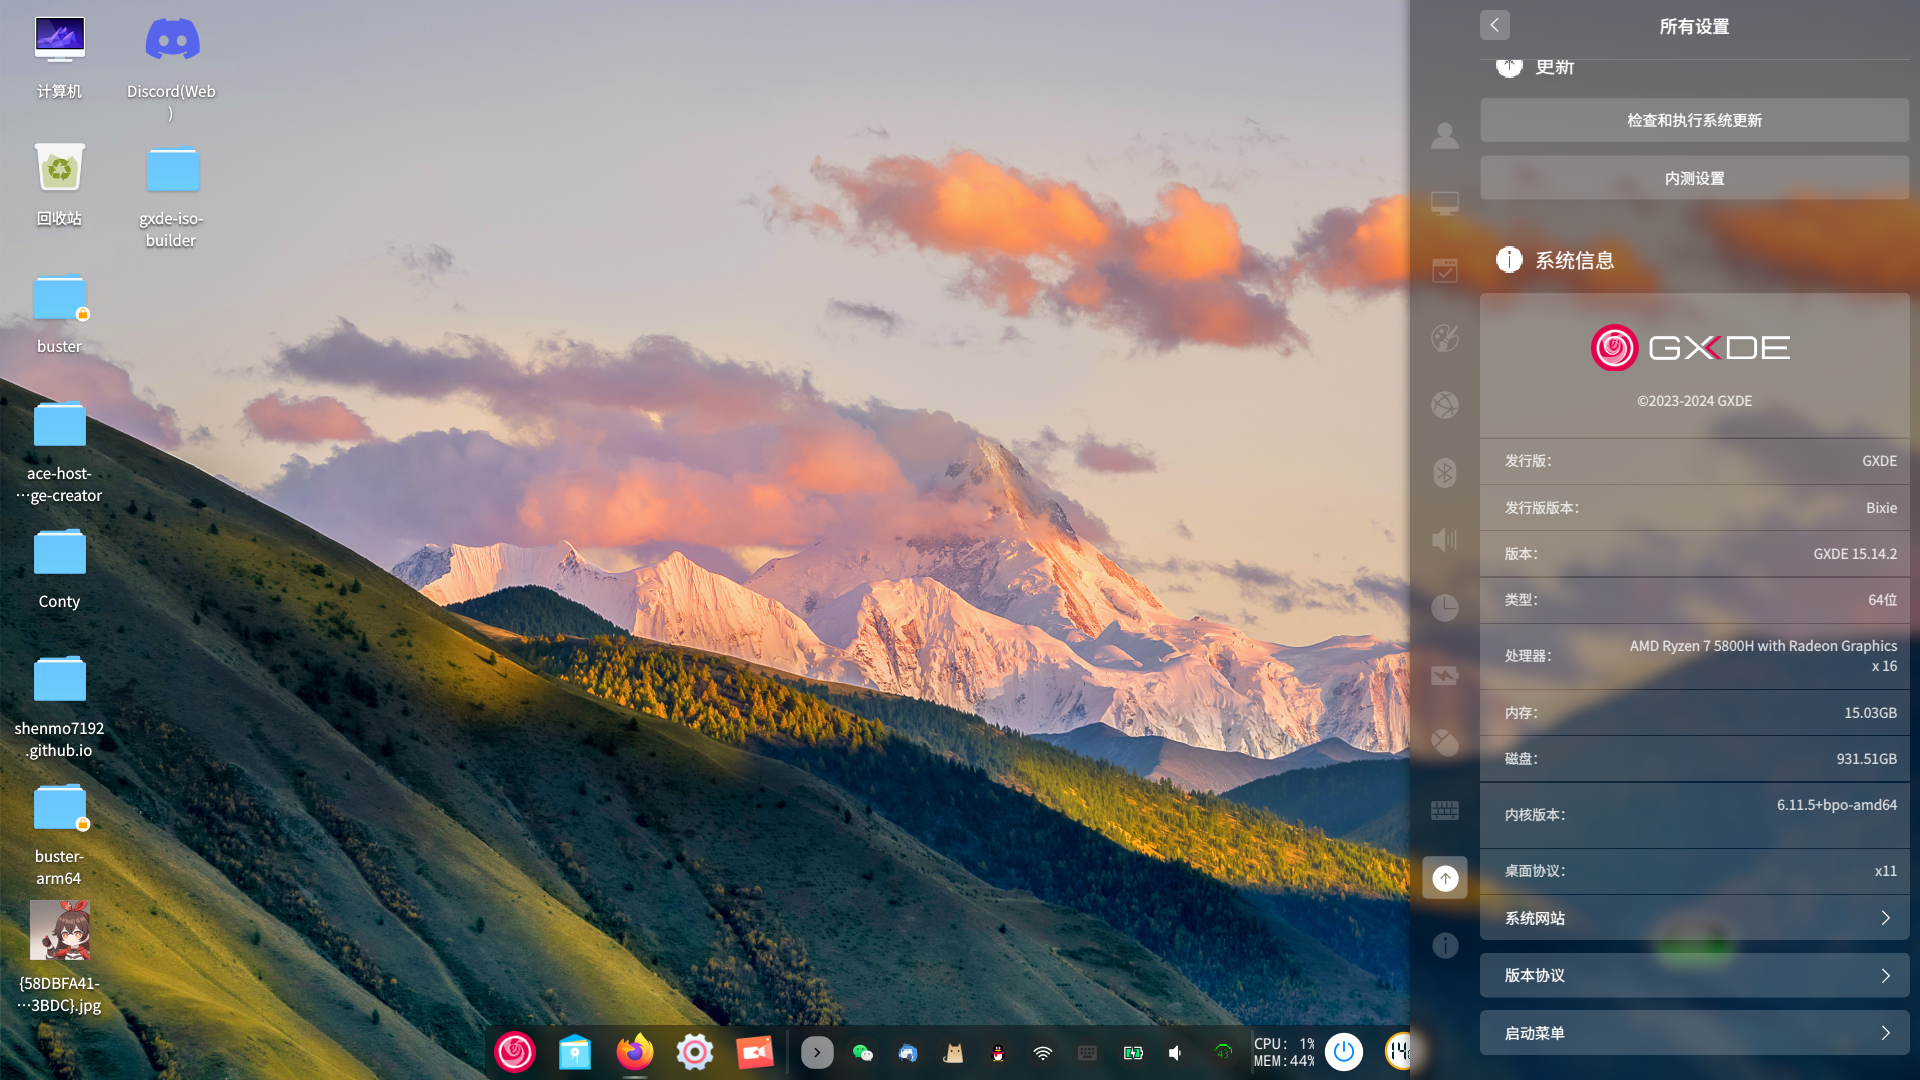 计算机
Discord(Web
)
回收站
gxde-iso-
builder
buster
ace-host-
…ge-creator
Conty
shenmo7192
.github.io
buster-
arm64
{58DBFA41-
…3BDC}.jpg
所有设置
更新
检查和执行系统更新
内测设置
系统信息
GXDE
©2023-2024 GXDE
发行版：
GXDE
发行版版本：
Bixie
版本：
GXDE 15.14.2
类型：
64位
处理器：
AMD Ryzen 7 5800H with Radeon Graphics
x 16
内存：
15.03GB
磁盘：
931.51GB
内核版本：
6.11.5+bpo-amd64
桌面协议：
x11
系统网站
版本协议
启动菜单
43
CPU: 1%
MEM:44%